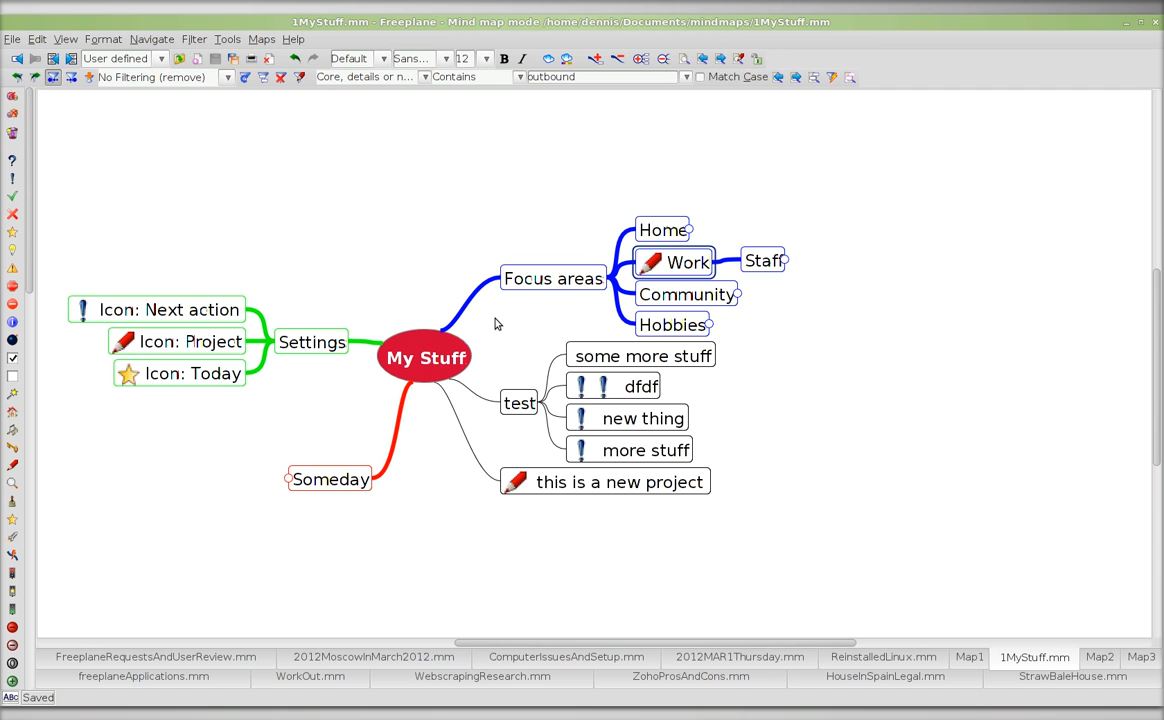 1MyStuff.mm - Freeplane - Mind map mode /home/dennis/Documents/mindmaps/1MyStuff.mm
File Edit View Format Navigate Filter Tools Maps Help
User defined Default Sans... 12 B I
No Filtering (remove) Core, details or n... Contains outbound Match Case
Home
Work Staff
Focus areas
Community
Icon: Next action
Hobbies
Icon: Project Settings
My Stuff some more stuff
Icon: Today
dfdf
test
new thing
more stuff
Someday this is a new project
FreeplaneRequestsAndUserReview.mm 2012MoscowInMarch2012.mm ComputerIssuesAndSetup.mm 2012MAR1Thursday.mm ReinstalledLinux.mm Map1 1MyStuff.mm Map2 Map3
freeplaneApplications.mm WorkOut.mm WebscrapingResearch.mm ZohoProsAndCons.mm HouseInSpainLegal.mm StrawBaleHouse.mm
ABC Saved